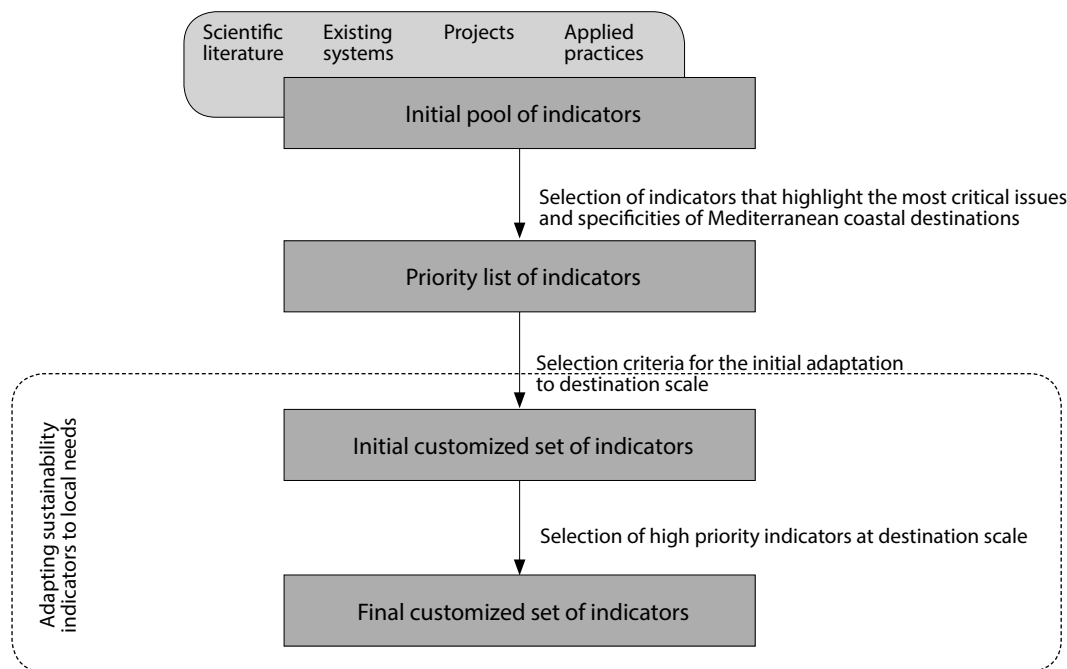 Scientific literature
Existing systems
Projects
Applied practices
Initial pool of indicators
Selection of indicators that highlight the most critical issues
and specificities of Mediterranean coastal destinations
Priority list of indicators
Selection criteria for the initial adaptation
to destination scale
Adapting sustainability
indicators to local needs
Initial customized set of indicators
Selection of high priority indicators at destination scale
Final customized set of indicators